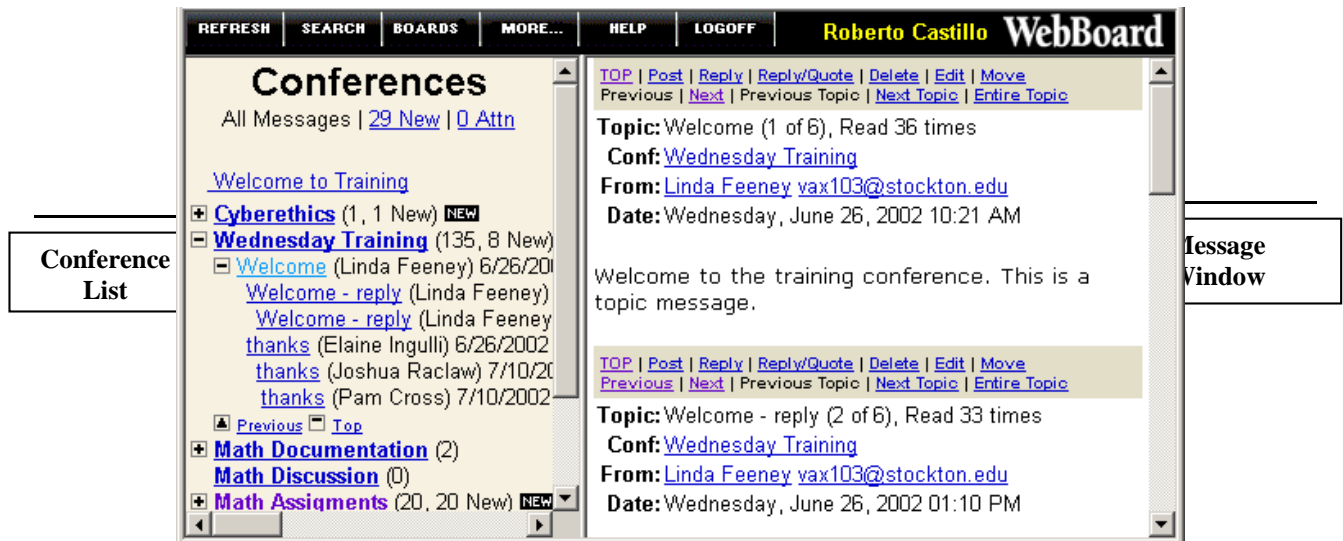 REFRESH SEARCH BOARDS MORE... HELP LOGOFF Roberto Castillo WebBoard
Conferences
All Messages | 29 New | 0 Attn
Welcome to Training
Cyberethics (1, 1 New) NEW
Wednesday Training (135, 8 New)
Welcome (Linda Feeney) 6/26/20
Welcome - reply (Linda Feeney)
Welcome - reply (Linda Feeney
thanks (Elaine Ingulli) 6/26/2002
thanks (Joshua Raclaw) 7/10/20
thanks (Pam Cross) 7/10/2002
Previous Top
Math Documentation (2)
Math Discussion (0)
Math Assigments (20, 20 New) NEW
TOP | Post | Reply | Reply/Quote | Delete | Edit | Move
Previous | Next | Previous Topic | Next Topic | Entire Topic
Topic: Welcome (1 of 6), Read 36 times
Conf: Wednesday Training
From: Linda Feeney vax103@stockton.edu
Date: Wednesday, June 26, 2002 10:21 AM
Welcome to the training conference. This is a
topic message.
TOP | Post | Reply | Reply/Quote | Delete | Edit | Move
Previous | Next | Previous Topic | Next Topic | Entire Topic
Topic: Welcome - reply (2 of 6), Read 33 times
Conf: Wednesday Training
From: Linda Feeney vax103@stockton.edu
Date: Wednesday, June 26, 2002 01:10 PM
Conference
List
Message
Window